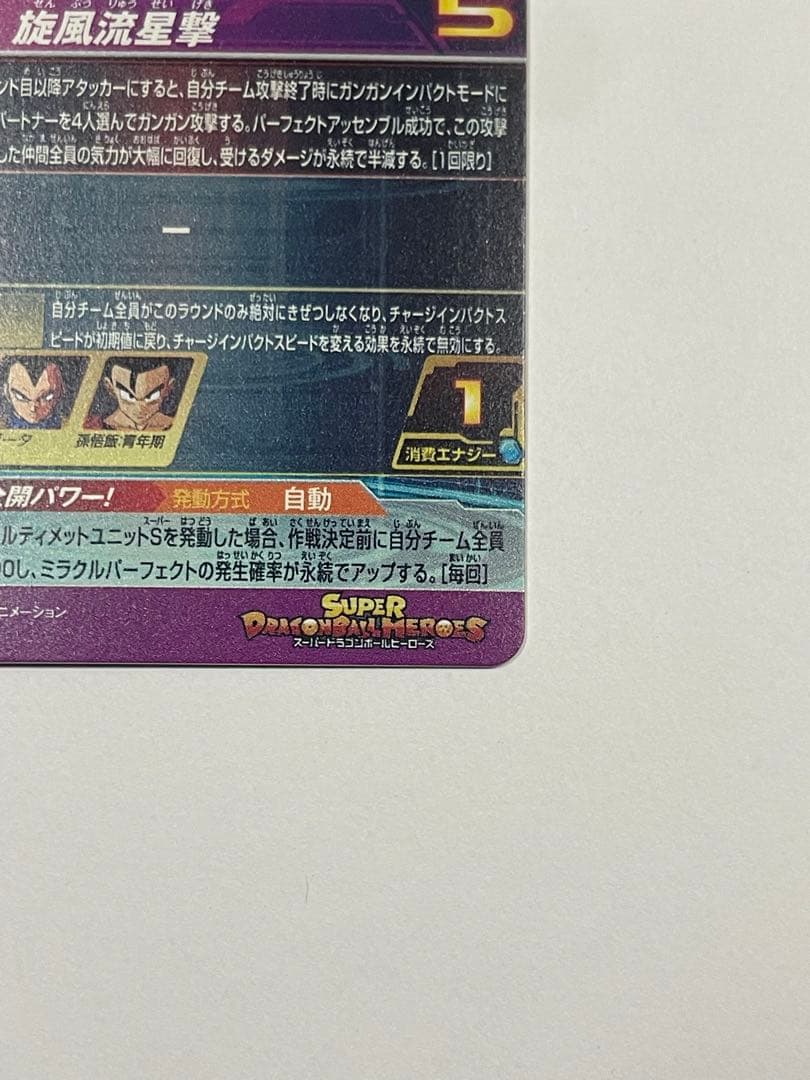 せんぷうりゅうせいげき
旋風流星撃
5
ンド目以降アタッカーにすると、自分チーム攻撃終了時にガンガンインパクトモードに
パートナーを4人選んでガンガン攻撃する。パーフェクトアッセンブル成功で、この攻撃
した仲間全員の気力が大幅に回復し、受けるダメージが永続で半減する。[1回限り]
ー
自分チーム全員がこのラウンドのみ絶対にきぜつしなくなり、チャージインパクトス
ピードが初期値に戻り、チャージインパクトスピードを変える効果を永続で無効にする。
ータ
孫悟飯:青年期
1
消費エナジー
全開パワー!
発動方式
自動
ルティメットユニットSを発動した場合、作戦決定前に自分チーム全員
00し、ミラクルパーフェクトの発生確率が永続でアップする。[毎回]
ニメーション
SUPER
DRAGONBALL HEROES
スーパードラゴンボールヒーローズ